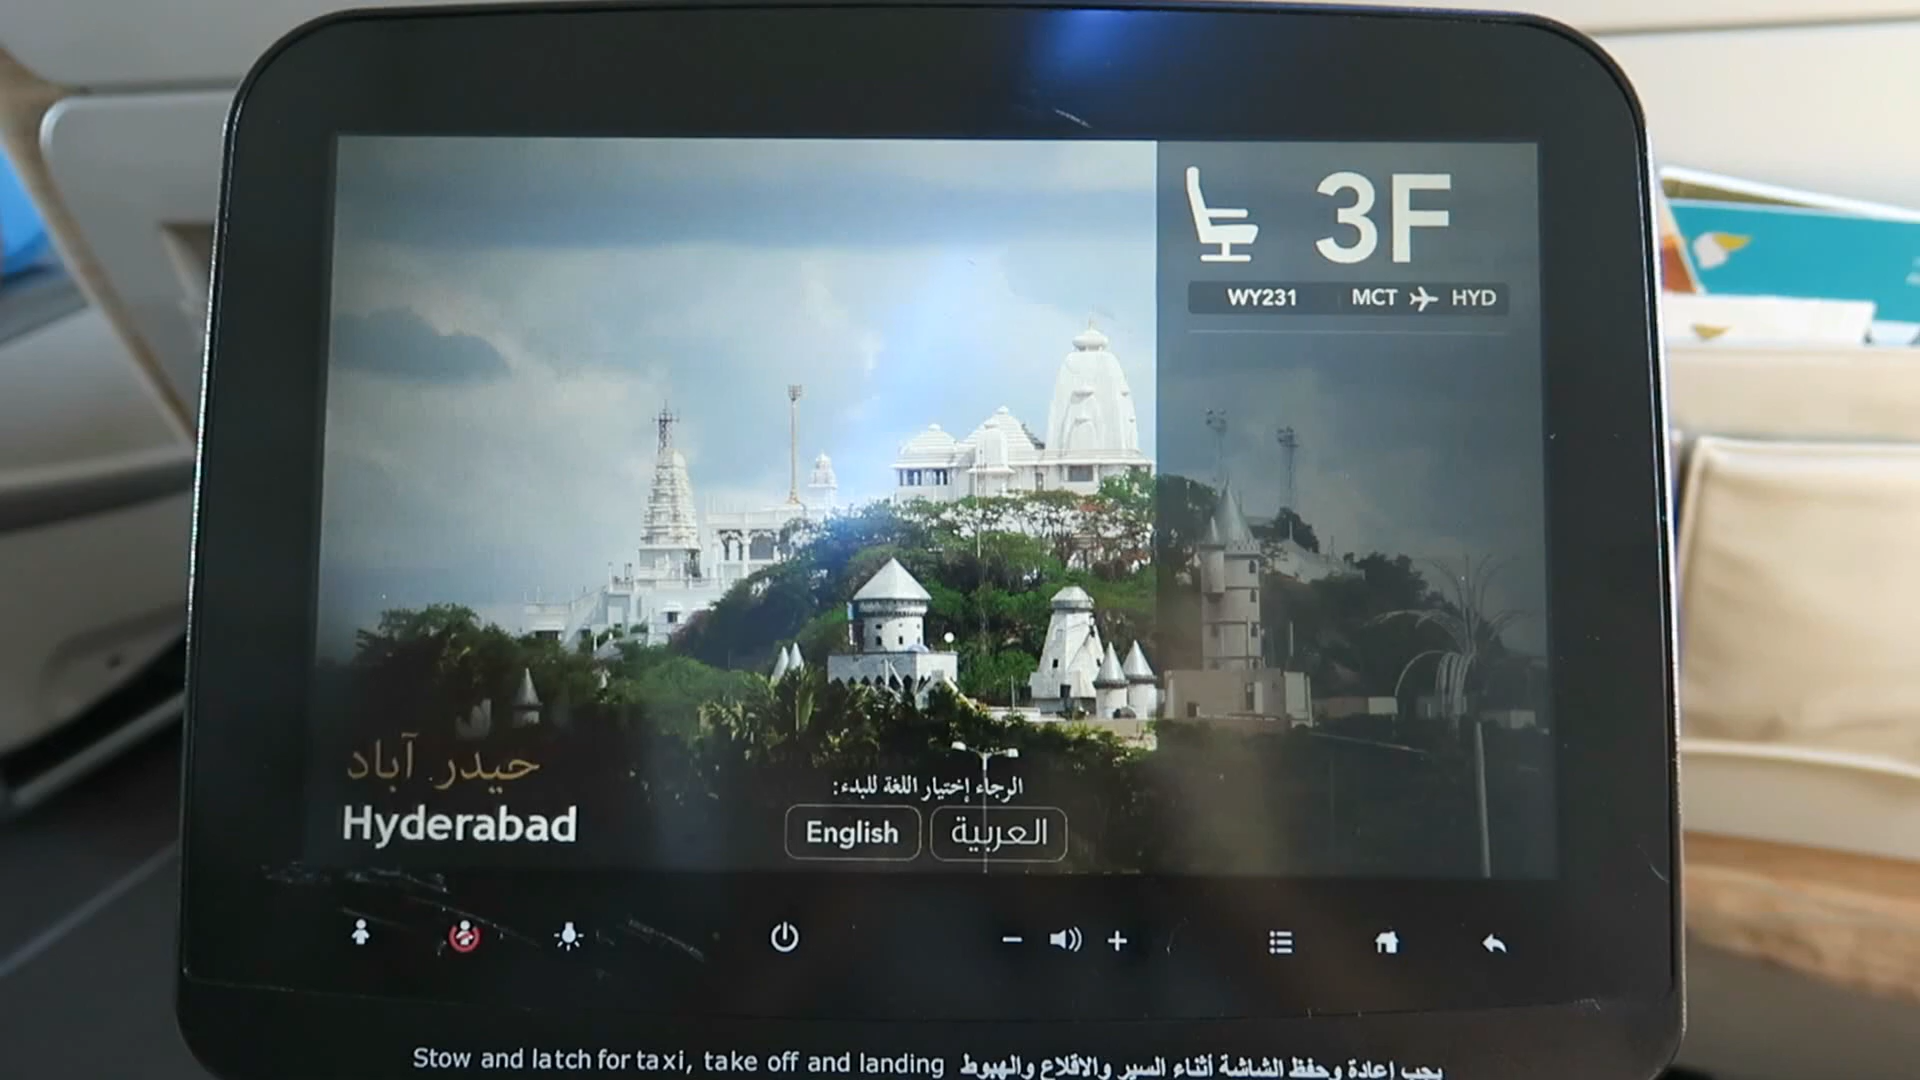 3F
WY231 MCT HYD
حيدر آباد
Hyderabad
الرجاء إختيار اللغة للبدء:
English العربية
Stow and latch for taxi, take off and landing يجب إعادة وحفظ الشاشة أثناء السير والاقلاع والهبوط